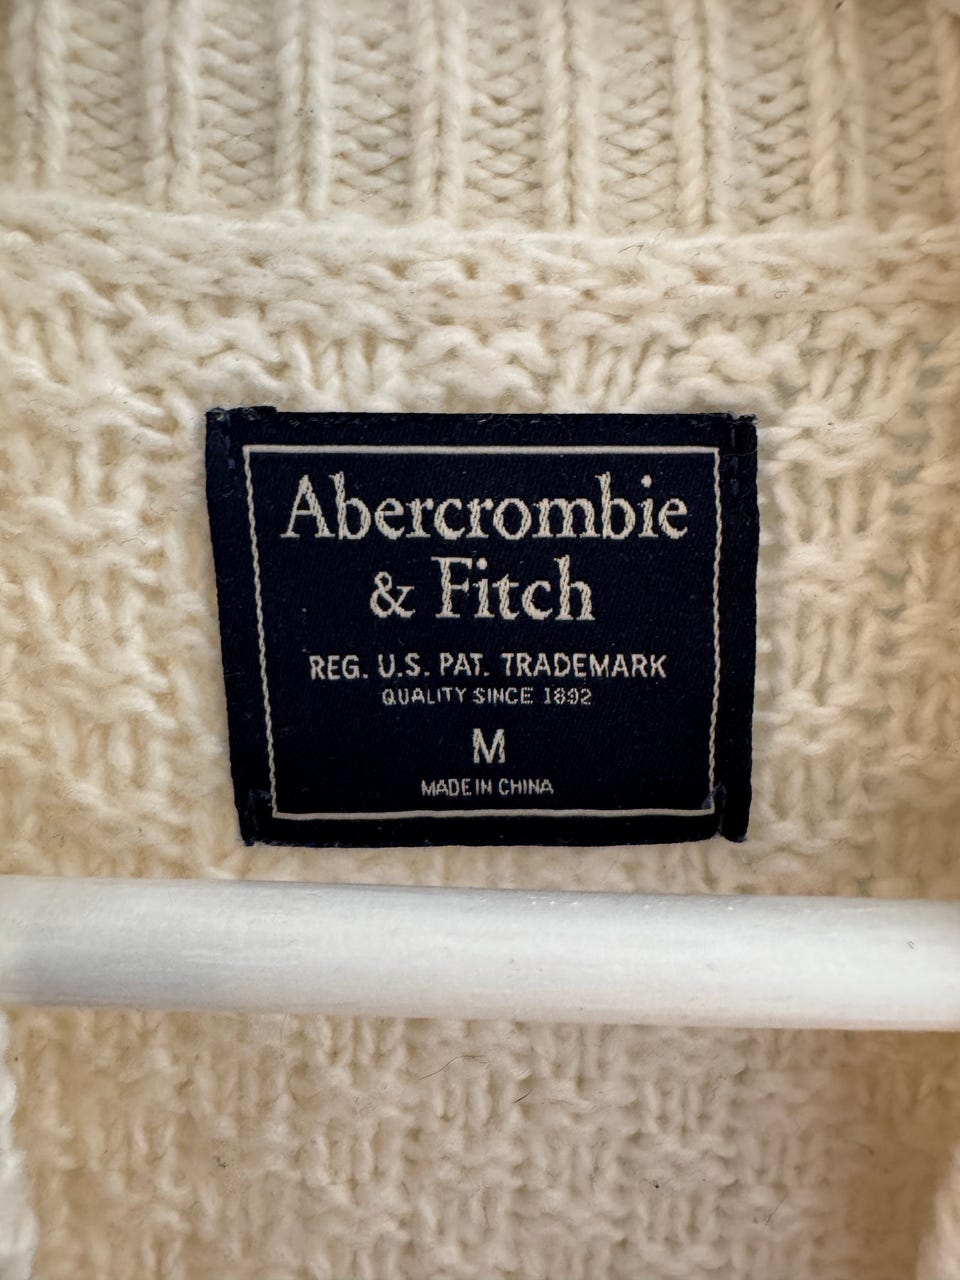 Abercrombie
& Fitch
REG. U.S. PAT. TRADEMARK
QUALITY SINCE 1892
M
MADE IN CHINA